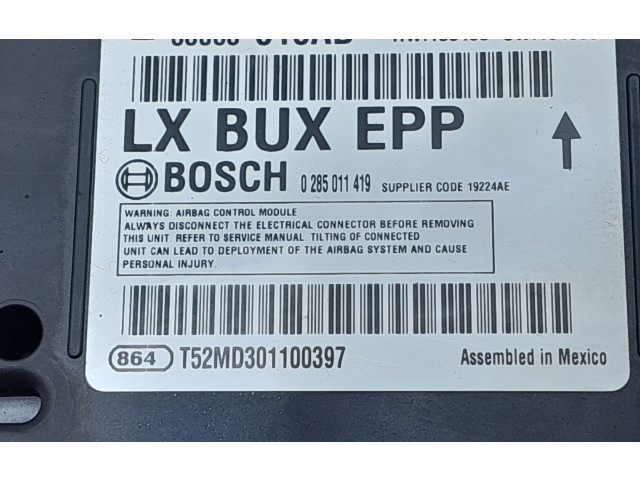 LX BUX EPP
BOSCH 0 285 011 419 SUPPLIER CODE 19224AE
WARNING: AIRBAG CONTROL MODULE
ALWAYS DISCONNECT THE ELECTRICAL CONNECTOR BEFORE REMOVING
THIS UNIT. REFER TO SERVICE MANUAL. TILTING OF CONNECTED
UNIT CAN LEAD TO DEPLOYMENT OF THE AIRBAG SYSTEM AND CAUSE
PERSONAL INJURY.
864 T52MD301100397 Assembled in Mexico